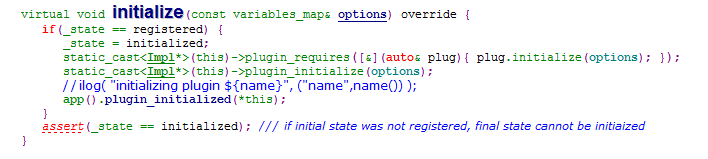 virtual void initialize(const variables_map& options) override {
if(_state == registered) {
_state = initialized;
static_cast<Impl*>(this)->plugin_requires([&](auto& plug){ plug.initialize(options); });
static_cast<Impl*>(this)->plugin_initialize(options);
//ilog( "initializing plugin ${name}", ("name",name()) );
app().plugin_initialized(*this);
}
assert(_state == initialized); /// if initial state was not registered, final state cannot be initiaized
}